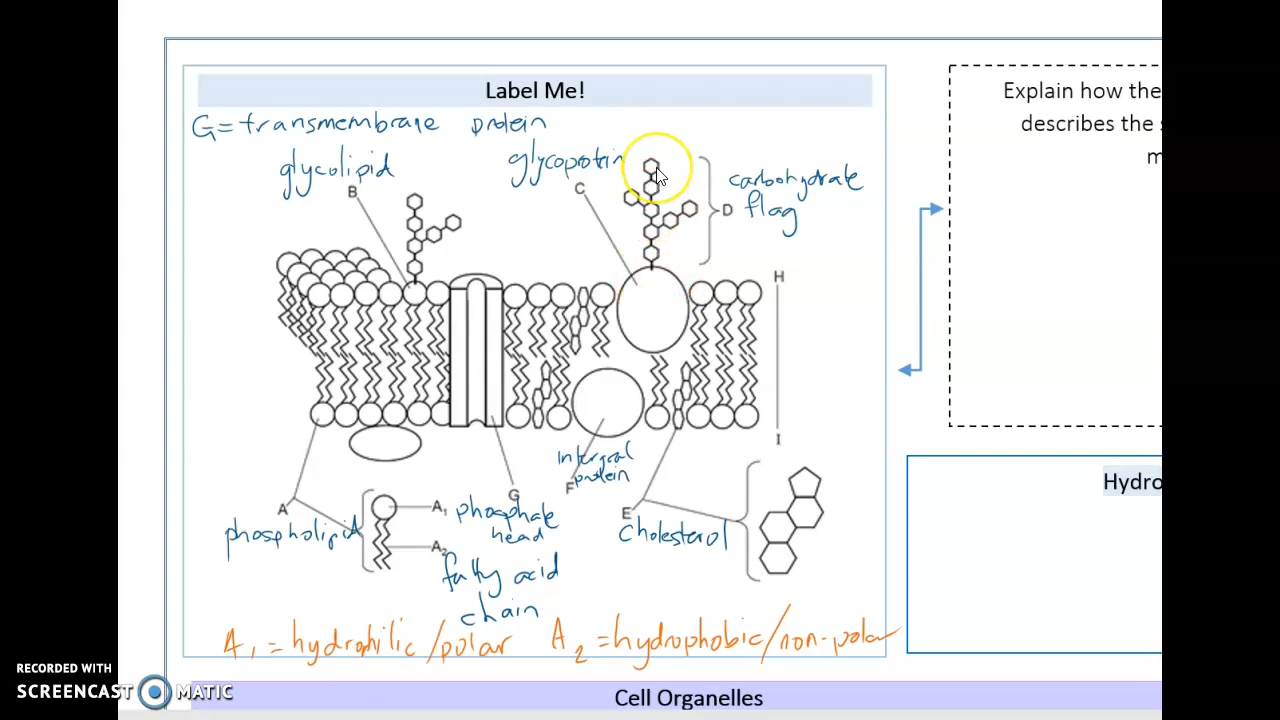 Label Me!
Explain how the
describes the s
m
G = transmembrane protein
glycolipid
glycoprotein
B
C
carbohydrate
flag
D
H
I
intergral
protein
F
G
A
phospholipid
A₁
phosphate
head
A₂
fatty acid
chain
E
cholesterol
Hydro
A₁ = hydrophilic/polar A₂ = hydrophobic/non-polar
RECORDED WITH
SCREENCAST MATIC
Cell Organelles